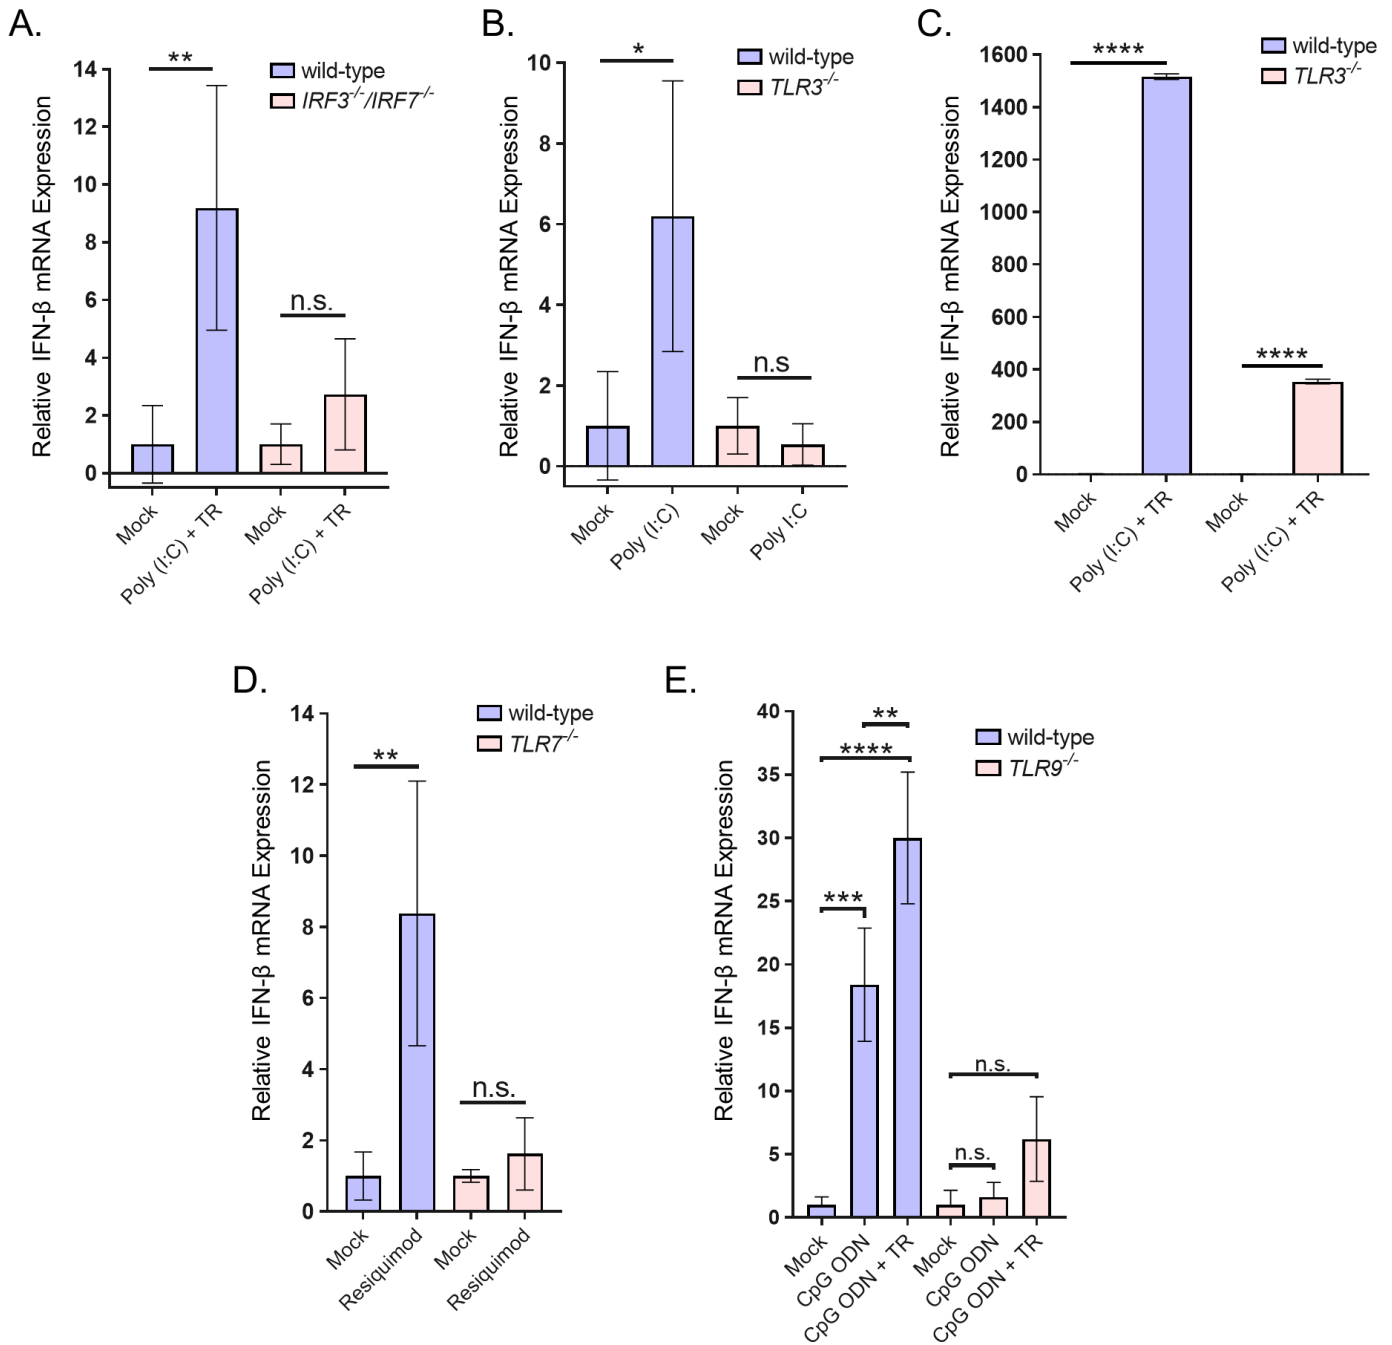 A.
Relative IFN-β mRNA Expression
14
12
10
8
6
4
2
0
**
n.s.
wild-type
IRF3-/-/IRF7-/-
Mock
Poly (I:C) + TR
Mock
Poly (I:C) + TR
B.
Relative IFN-β mRNA Expression
10
8
6
4
2
0
*
n.s
wild-type
TLR3-/-
Mock
Poly (I:C)
Mock
Poly I:C
C.
Relative IFN-β mRNA Expression
1600
1400
1200
1000
800
600
400
200
0
****
****
wild-type
TLR3-/-
Mock
Poly (I:C) + TR
Mock
Poly (I:C) + TR
D.
Relative IFN-β mRNA Expression
14
12
10
8
6
4
2
0
**
n.s.
wild-type
TLR7-/-
Mock
Resiquimod
Mock
Resiquimod
E.
Relative IFN-β mRNA Expression
40
35
30
25
20
15
10
5
0
**
****
***
n.s.
n.s.
wild-type
TLR9-/-
Mock
CpG ODN
CpG ODN + TR
Mock
CpG ODN
CpG ODN + TR